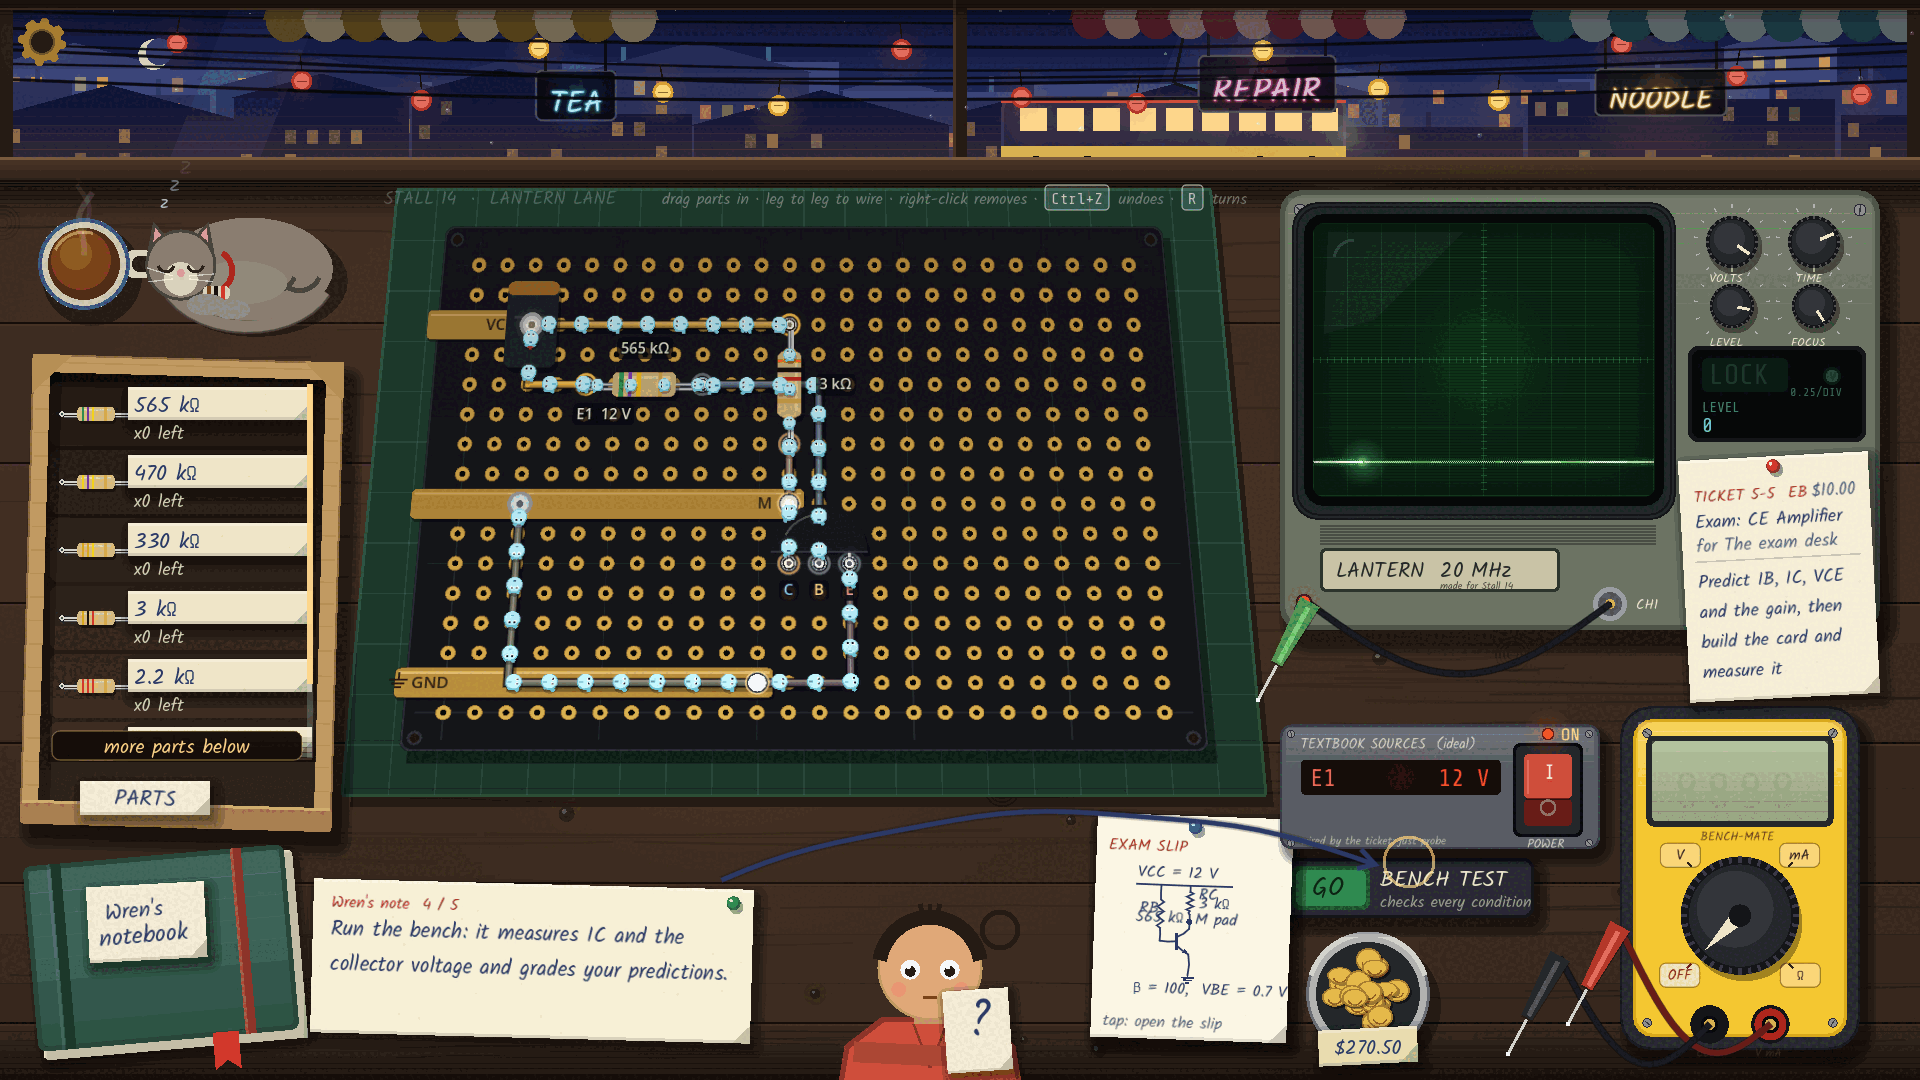 TEA
REPAIR
NOODLE
z
z
z
STALL 14 · LANTERN LANE
drag parts in · leg to leg to wire · right-click removes · Ctrl+Z undoes · R turns
565 kΩ
x0 left
470 kΩ
x0 left
330 kΩ
x0 left
3 kΩ
x0 left
2.2 kΩ
x0 left
more parts below
PARTS
VC
565 kΩ
3 kΩ
E1 12 V
M
C B E
GND
VOLTS TIME
LEVEL FOCUS
LOCK
0.25/DIV
LEVEL
0
LANTERN 20 MHz
made for Stall 14
CH1
TICKET 5-5 EB $10.00
Exam: CE Amplifier
for The exam desk
Predict IB, IC, VCE
and the gain, then
build the card and
measure it
TEXTBOOK SOURCES (ideal)
ON
E1 12 V
I
POWER
GO
BENCH TEST
checks every condition
BENCH-MATE
V
mA
OFF
Ω
EXAM SLIP
VCC = 12 V
RC
3 kΩ
RB
565 kΩ
M pad
β = 100, VBE = 0.7 V
tap: open the slip
Wren's
notebook
Wren's note 4 / 5
Run the bench: it measures IC and the
collector voltage and grades your predictions.
?
$270.50